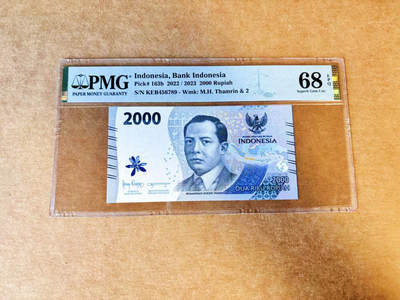 PMG
PAPER MONEY GUARANTY
Indonesia, Bank Indonesia
Pick# 163b 2022 / 2023 2000 Rupiah
S/N KEB456789 - Wmk: M.H. Thamrin & 2
68 EPQ
Superb Gem Unc
2000
INDONESIA
2000
DUA RIBU RUPIAH